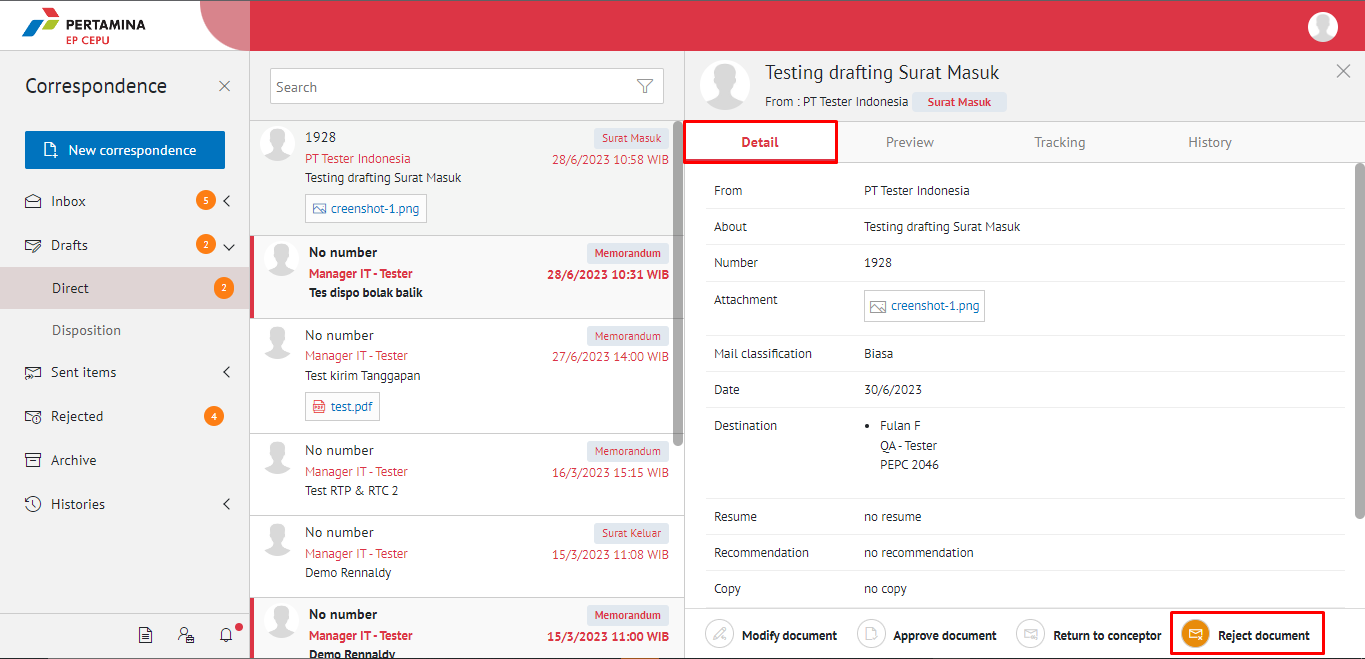 PERTAMINA
EP CEPU
Correspondence
New correspondence
Inbox 5
Drafts 2
Direct 2
Disposition
Sent items
Rejected 4
Archive
Histories
Search
1928 Surat Masuk
PT Tester Indonesia 28/6/2023 10:58 WIB
Testing drafting Surat Masuk
creenshot-1.png
No number Memorandum
Manager IT - Tester 28/6/2023 10:31 WIB
Tes dispo bolak balik
No number Memorandum
Manager IT - Tester 27/6/2023 14:00 WIB
Test kirim Tanggapan
test.pdf
No number Memorandum
Manager IT - Tester 16/3/2023 15:15 WIB
Test RTP & RTC 2
No number Surat Keluar
Manager IT - Tester 15/3/2023 11:08 WIB
Demo Rennaldy
No number Memorandum
Manager IT - Tester 15/3/2023 11:00 WIB
Demo Rennaldy
Testing drafting Surat Masuk
From : PT Tester Indonesia Surat Masuk
Detail Preview Tracking History
From PT Tester Indonesia
About Testing drafting Surat Masuk
Number 1928
Attachment creenshot-1.png
Mail classification Biasa
Date 30/6/2023
Destination • Fulan F
QA - Tester
PEPC 2046
Resume no resume
Recommendation no recommendation
Copy no copy
Modify document Approve document Return to conceptor Reject document